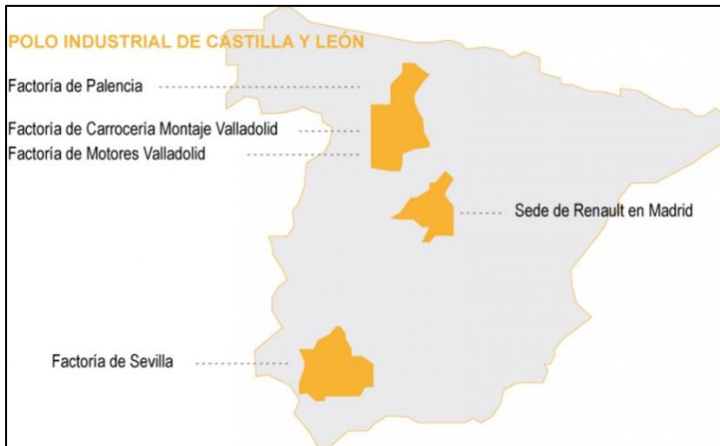 POLO INDUSTRIAL DE CASTILLA Y LEÓN
Factoría de Palencia
Factoría de Carrocería Montaje Valladolid
Factoría de Motores Valladolid
Sede de Renault en Madrid
Factoría de Sevilla